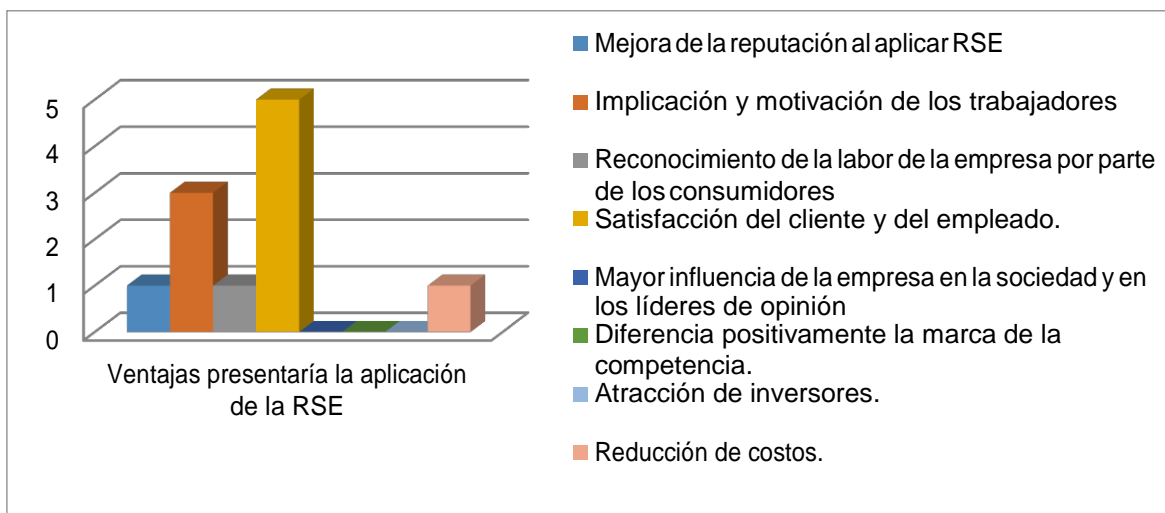 5
4
3
2
1
0
Ventajas presentaría la aplicación
de la RSE
Mejora de la reputación al aplicar RSE
Implicación y motivación de los trabajadores
Reconocimiento de la labor de la empresa por parte
de los consumidores
Satisfacción del cliente y del empleado.
Mayor influencia de la empresa en la sociedad y en
los líderes de opinión
Diferencia positivamente la marca de la
competencia.
Atracción de inversores.
Reducción de costos.